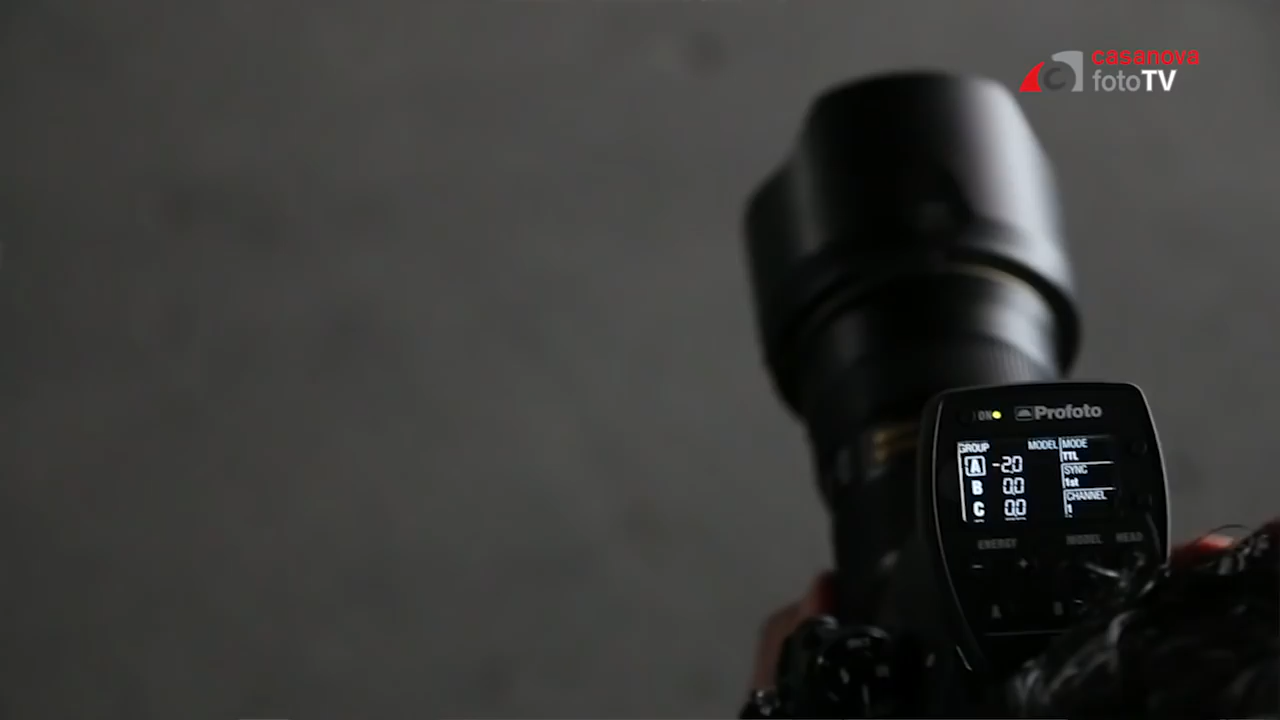 casanova
fotoTV
ON
Profoto
GROUP MODEL MODE
TTL
A -2.0
SYNC
1st
B 0.0
CHANNEL
C 0.0
1
ENERGY MODEL HEAD
- +
A B